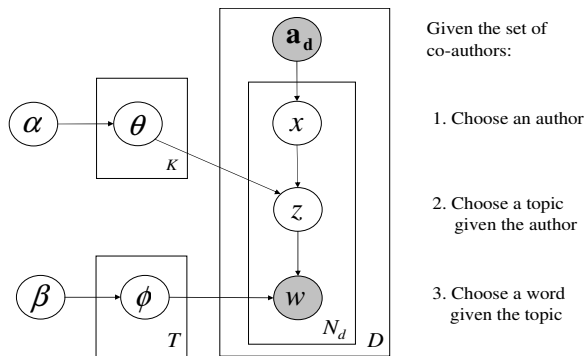 a_d
Given the set of
co-authors:
α
θ
K
x
1. Choose an author
z
2. Choose a topic
given the author
β
ϕ
T
w
N_d
D
3. Choose a word
given the topic